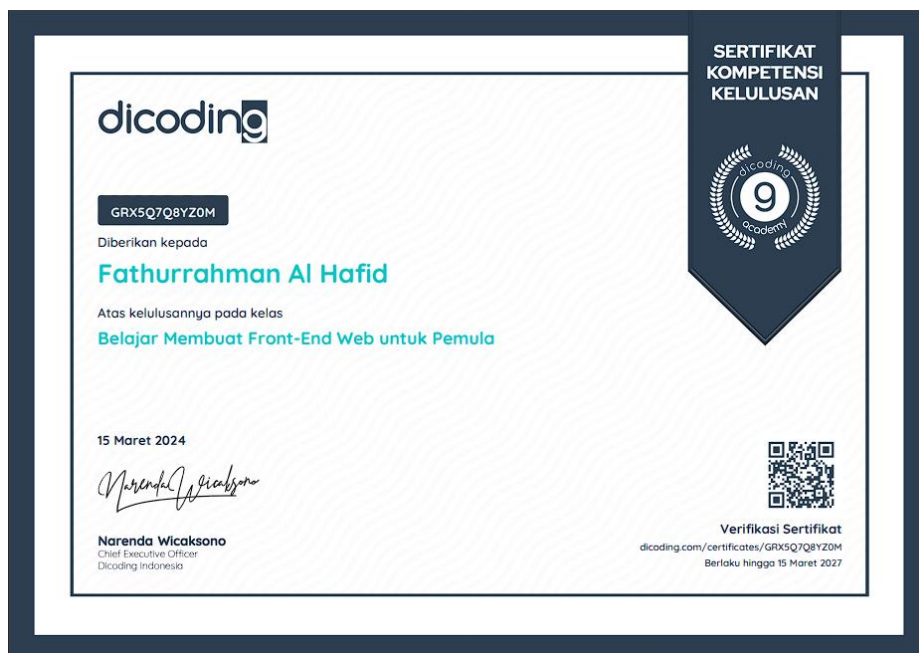 SERTIFIKAT
KOMPETENSI
KELULUSAN
dicoding
dicoding
9
academy
GRX5Q7Q8YZ0M
Diberikan kepada
Fathurrahman Al Hafid
Atas kelulusannya pada kelas
Belajar Membuat Front-End Web untuk Pemula
15 Maret 2024
Narenda Wicaksono
Narenda Wicaksono
Chief Executive Officer
Dicoding Indonesia
Verifikasi Sertifikat
dicoding.com/certificates/GRX5Q7Q8YZ0M
Berlaku hingga 15 Maret 2027